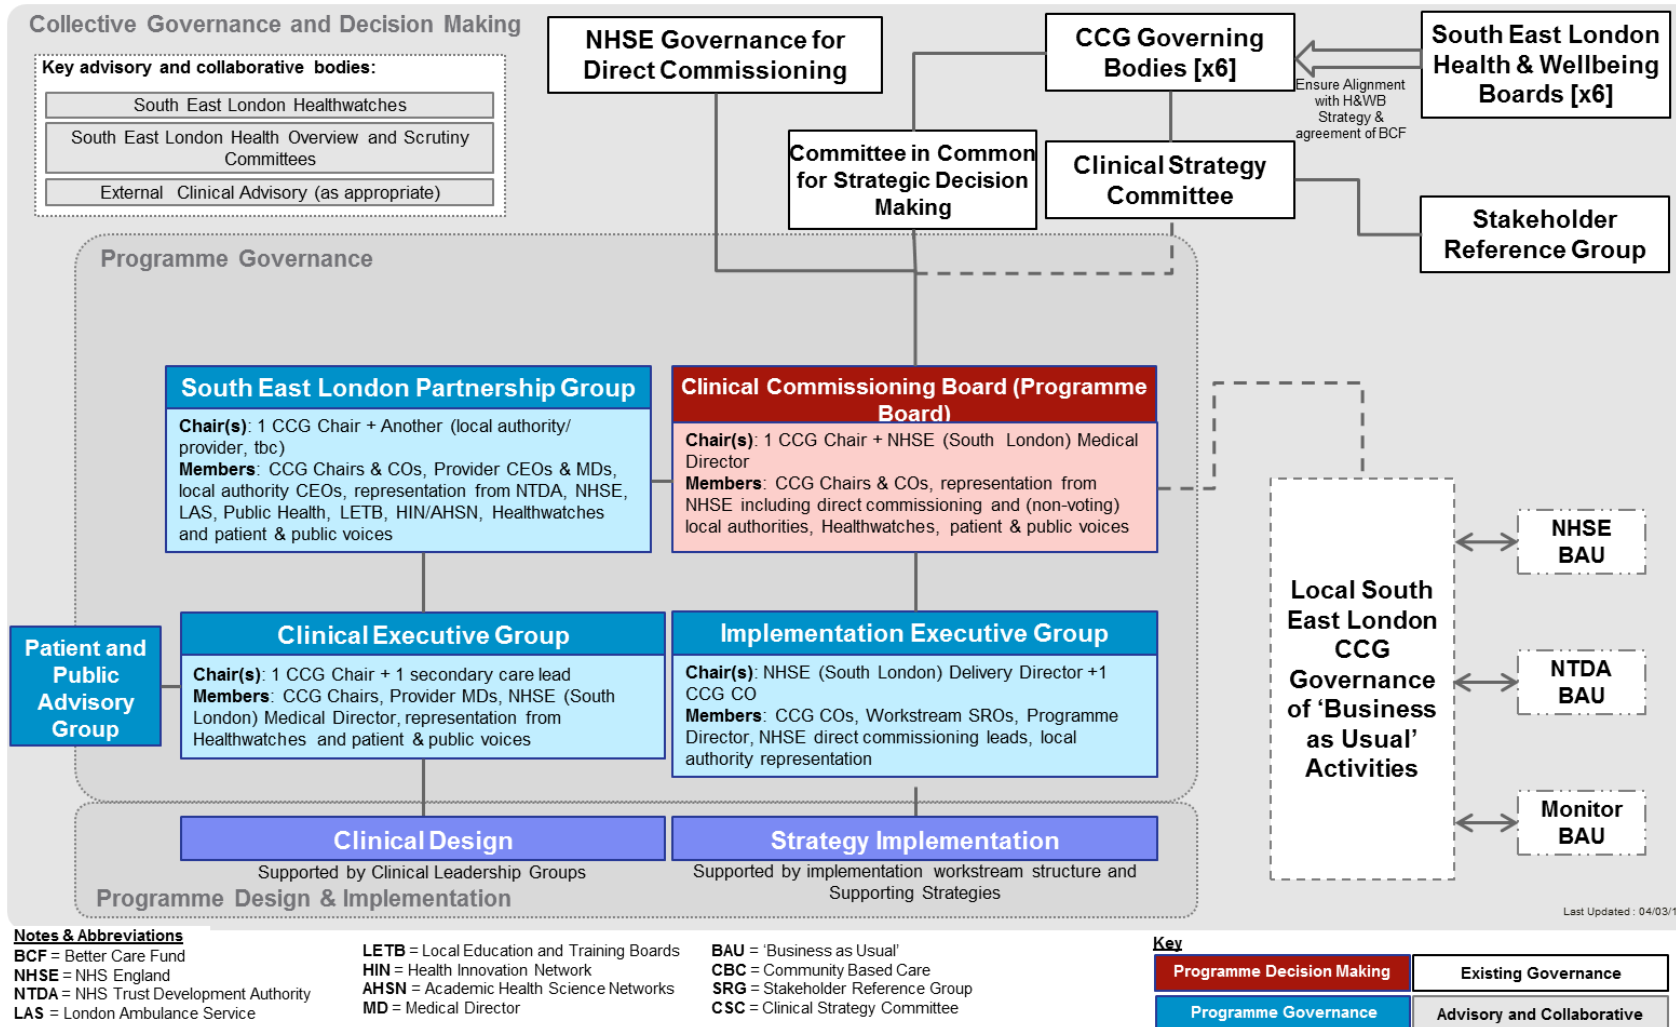 Collective Governance and Decision Making
Key advisory and collaborative bodies:
South East London Healthwatches
South East London Health Overview and Scrutiny
Committees
External Clinical Advisory (as appropriate)
NHSE Governance for
Direct Commissioning
CCG Governing
Bodies [x6]
South East London
Health & Wellbeing
Boards [x6]
Ensure Alignment
with H&WB
Strategy &
agreement of BCF
Committee in Common
for Strategic Decision
Making
Clinical Strategy
Committee
Stakeholder
Reference Group
Programme Governance
South East London Partnership Group
Chair(s): 1 CCG Chair + Another (local authority/
provider, tbc)
Members: CCG Chairs & COs, Provider CEOs & MDs,
local authority CEOs, representation from NTDA, NHSE,
LAS, Public Health, LETB, HIN/AHSN, Healthwatches
and patient & public voices
Clinical Commissioning Board (Programme
Board)
Chair(s): 1 CCG Chair + NHSE (South London) Medical
Director
Members: CCG Chairs & COs, representation from
NHSE including direct commissioning and (non-voting)
local authorities, Healthwatches, patient & public voices
Patient and
Public
Advisory
Group
Clinical Executive Group
Chair(s): 1 CCG Chair + 1 secondary care lead
Members: CCG Chairs, Provider MDs, NHSE (South
London) Medical Director, representation from
Healthwatches and patient & public voices
Implementation Executive Group
Chair(s): NHSE (South London) Delivery Director +1
CCG CO
Members: CCG COs, Workstream SROs, Programme
Director, NHSE direct commissioning leads, local
authority representation
Local South
East London
CCG
Governance
of ‘Business
as Usual’
Activities
NHSE
BAU
NTDA
BAU
Monitor
BAU
Clinical Design
Supported by Clinical Leadership Groups
Strategy Implementation
Supported by implementation workstream structure and
Supporting Strategies
Programme Design & Implementation
Last Updated : 04/03/1
Notes & Abbreviations
BCF = Better Care Fund
NHSE = NHS England
NTDA = NHS Trust Development Authority
LAS = London Ambulance Service
LETB = Local Education and Training Boards
HIN = Health Innovation Network
AHSN = Academic Health Science Networks
MD = Medical Director
BAU = ‘Business as Usual’
CBC = Community Based Care
SRG = Stakeholder Reference Group
CSC = Clinical Strategy Committee
Key
Programme Decision Making
Existing Governance
Programme Governance
Advisory and Collaborative